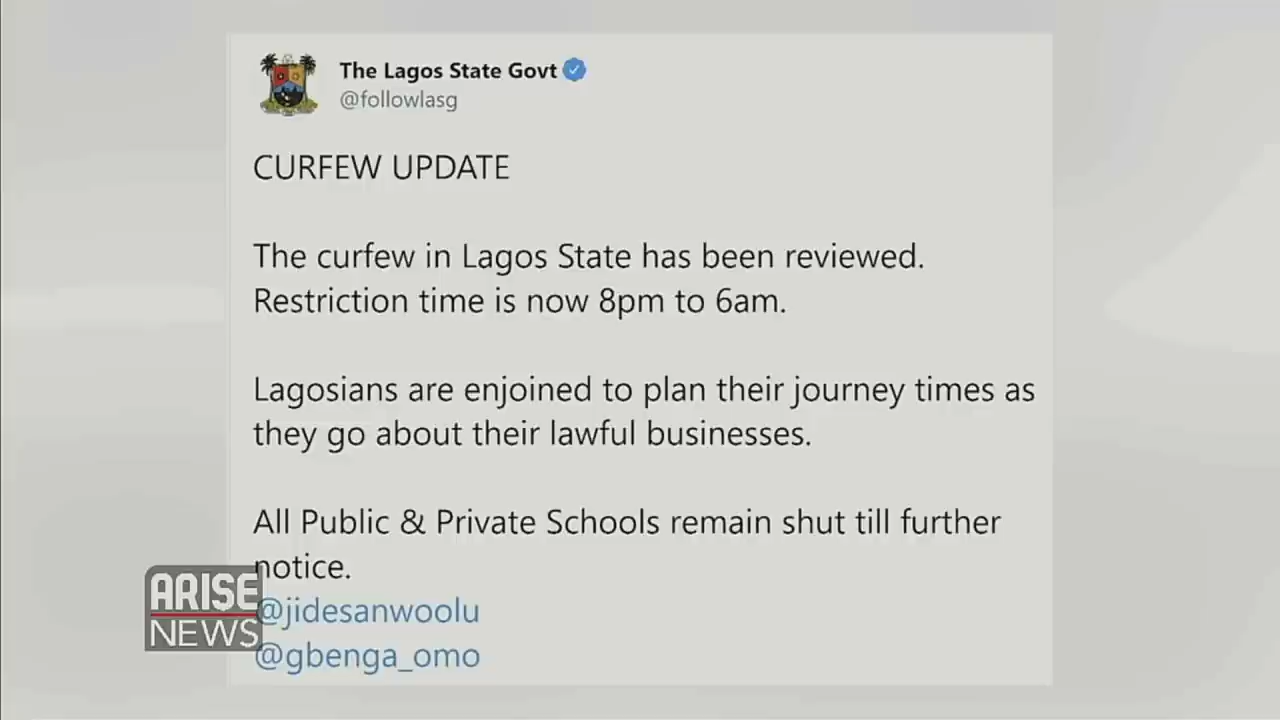 The Lagos State Govt
@followlasg
CURFEW UPDATE
The curfew in Lagos State has been reviewed.
Restriction time is now 8pm to 6am.
Lagosians are enjoined to plan their journey times as
they go about their lawful businesses.
All Public & Private Schools remain shut till further
notice.
@jidesanwoolu
@gbenga_omo
ARISE
NEWS